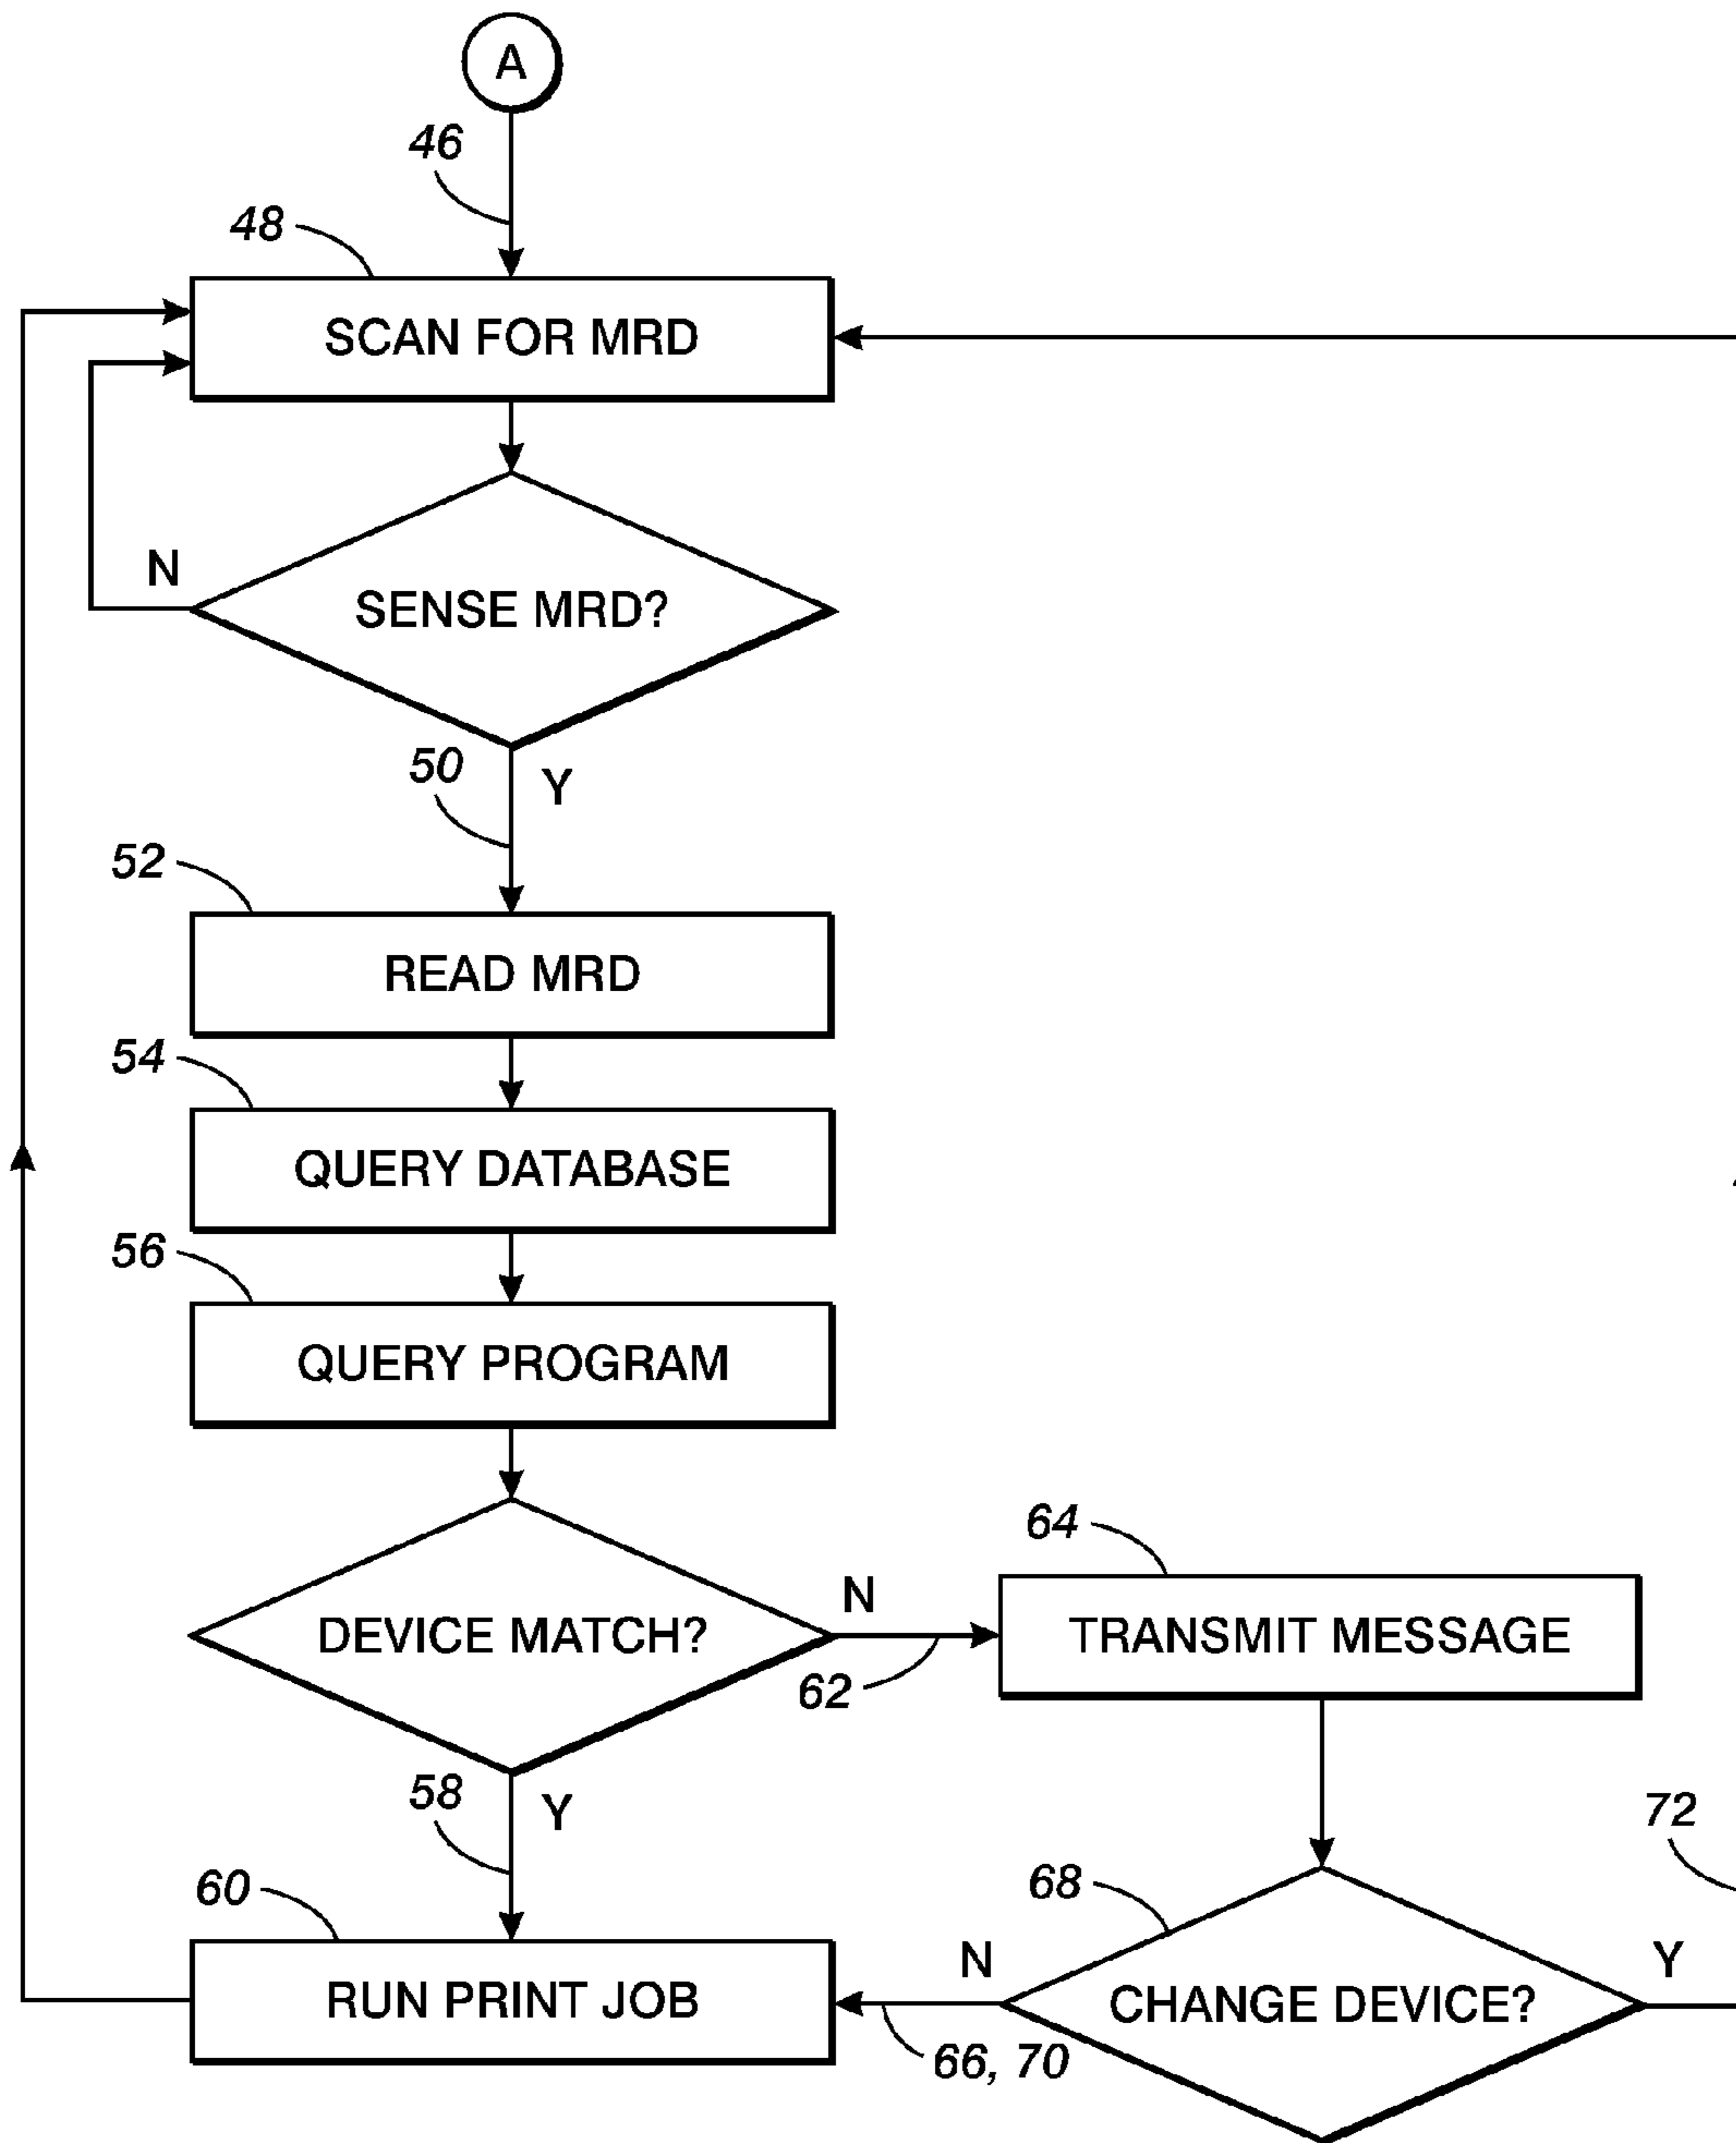 A
46
48
SCAN FOR MRD
N
SENSE MRD?
50
Y
52
READ MRD
54
QUERY DATABASE
56
QUERY PROGRAM
64
N
DEVICE MATCH?
TRANSMIT MESSAGE
62
58
Y
72
60
68
N
Y
RUN PRINT JOB
CHANGE DEVICE?
66, 70